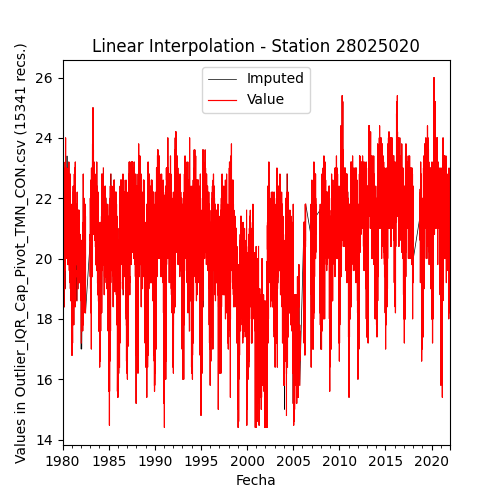 Linear Interpolation - Station 28025020
Values in Outlier_IQR_Cap_Pivot_TMN_CON.csv (15341 recs.)
Imputed
Value
26
24
22
20
18
16
14
1980 1985 1990 1995 2000 2005 2010 2015 2020
Fecha